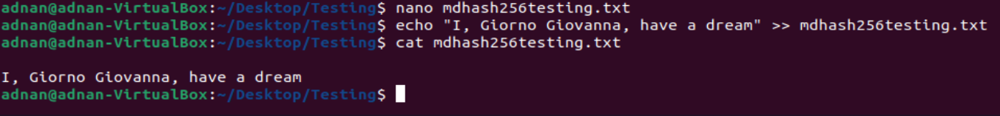 adnan@adnan-VirtualBox:~/Desktop/Testing$ nano mdhash256testing.txt
adnan@adnan-VirtualBox:~/Desktop/Testing$ echo "I, Giorno Giovanna, have a dream" >> mdhash256testing.txt
adnan@adnan-VirtualBox:~/Desktop/Testing$ cat mdhash256testing.txt
I, Giorno Giovanna, have a dream
adnan@adnan-VirtualBox:~/Desktop/Testing$